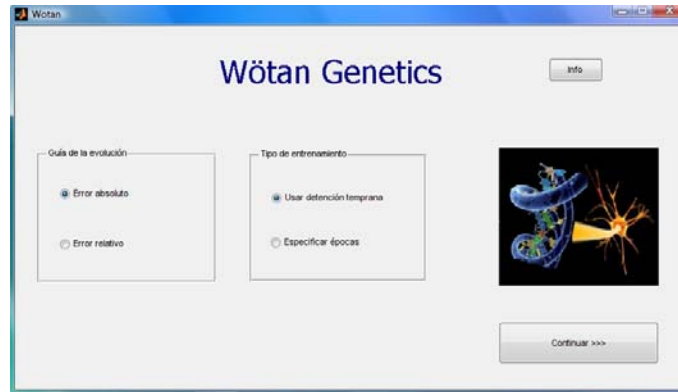 Wotan
Wötan Genetics
Info
Guía de la evolución
Error absoluto
Error relativo
Tipo de entrenamiento
Usar detención temprana
Especificar épocas
Continuar >>>